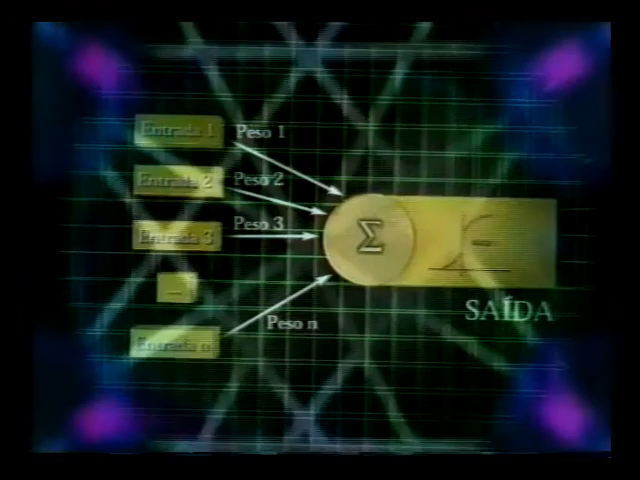 Entrada 1
Peso 1
Entrada 2
Peso 2
Entrada 3
Peso 3
Σ
...
SAÍDA
Peso n
Entrada n